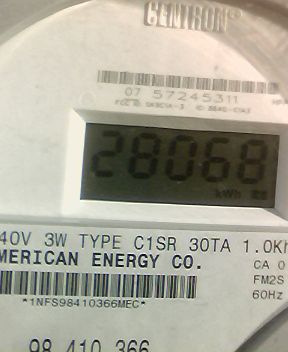 CENTRON®
07 57245311
28068
kWh
40V 3W TYPE C1SR 30TA 1.0Kh
MERICAN ENERGY CO.
CA 0
FM2S
60Hz
*1NFS98410366MEC*
98 410 366